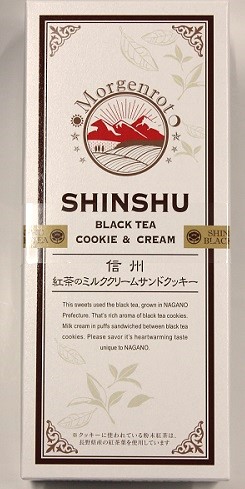 Morgenrot
SHINSHU
BLACK TEA
COOKIE & CREAM
TEA
SHIN
BLACK
信州
紅茶のミルククリームサンドクッキー
This sweets used the black tea, grown in NAGANO
Prefecture. That's rich aroma of black tea cookies.
Milk cream in puffs sandwiched between black tea
cookies. Please savor it's heartwarming taste
unique to NAGANO.
※クッキーに使われている粉末紅茶は、
長野県産の紅茶葉を使用しています